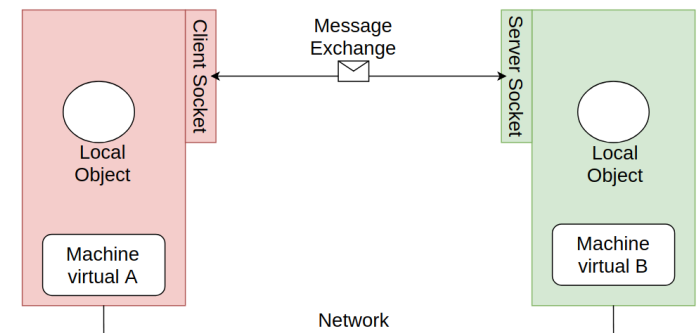 Message
Exchange
Client Socket
Server Socket
Local
Object
Local
Object
Machine
virtual A
Machine
virtual B
Network